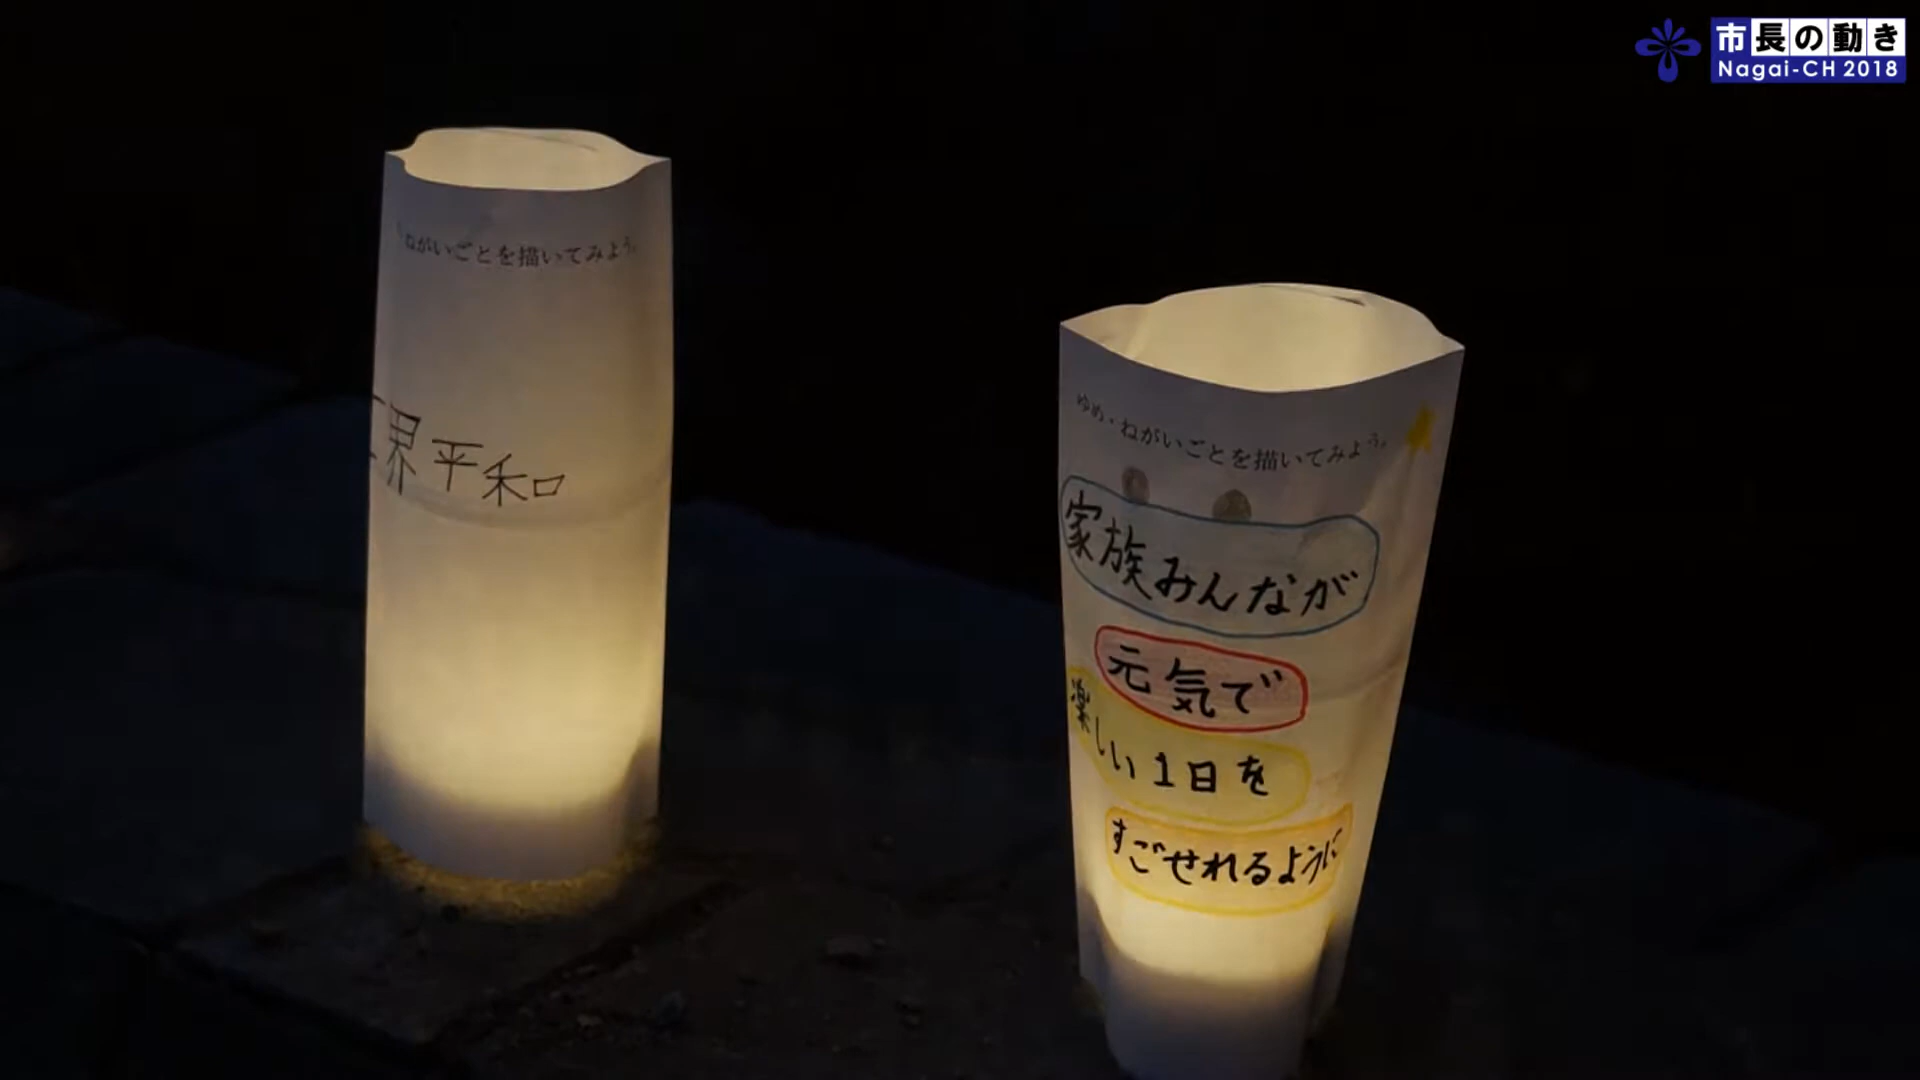 市長の動き
Nagai-CH 2018
ねがいごとを描いてみよう。
界平和
ゆめ・ねがいごとを描いてみよう。
家族みんなが
元気で
楽しい1日を
すごせれるように